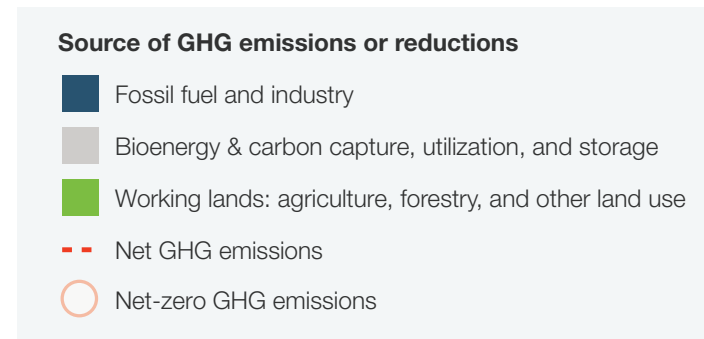 Source of GHG emissions or reductions
Fossil fuel and industry
Bioenergy & carbon capture, utilization, and storage
Working lands: agriculture, forestry, and other land use
Net GHG emissions
Net-zero GHG emissions